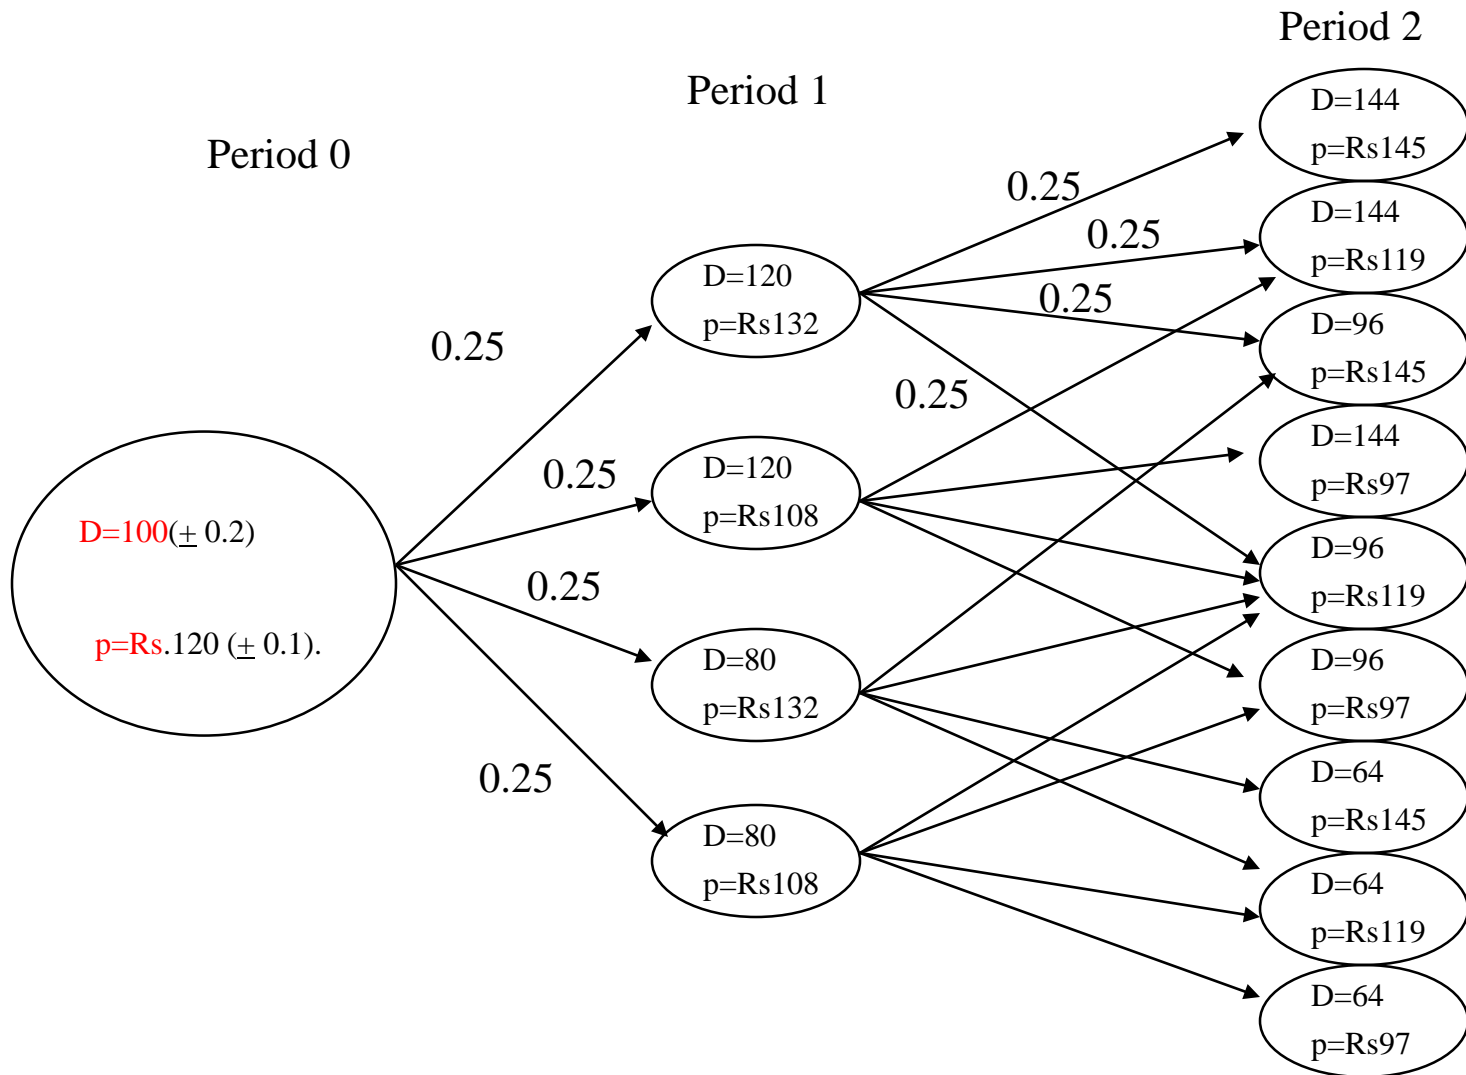 Period 0
D=100(± 0.2)
p=Rs.120 (± 0.1).
0.25
0.25
0.25
0.25
Period 1
D=120
p=Rs132
D=120
p=Rs108
D=80
p=Rs132
D=80
p=Rs108
0.25
0.25
0.25
0.25
Period 2
D=144
p=Rs145
D=144
p=Rs119
D=96
p=Rs145
D=144
p=Rs97
D=96
p=Rs119
D=96
p=Rs97
D=64
p=Rs145
D=64
p=Rs119
D=64
p=Rs97